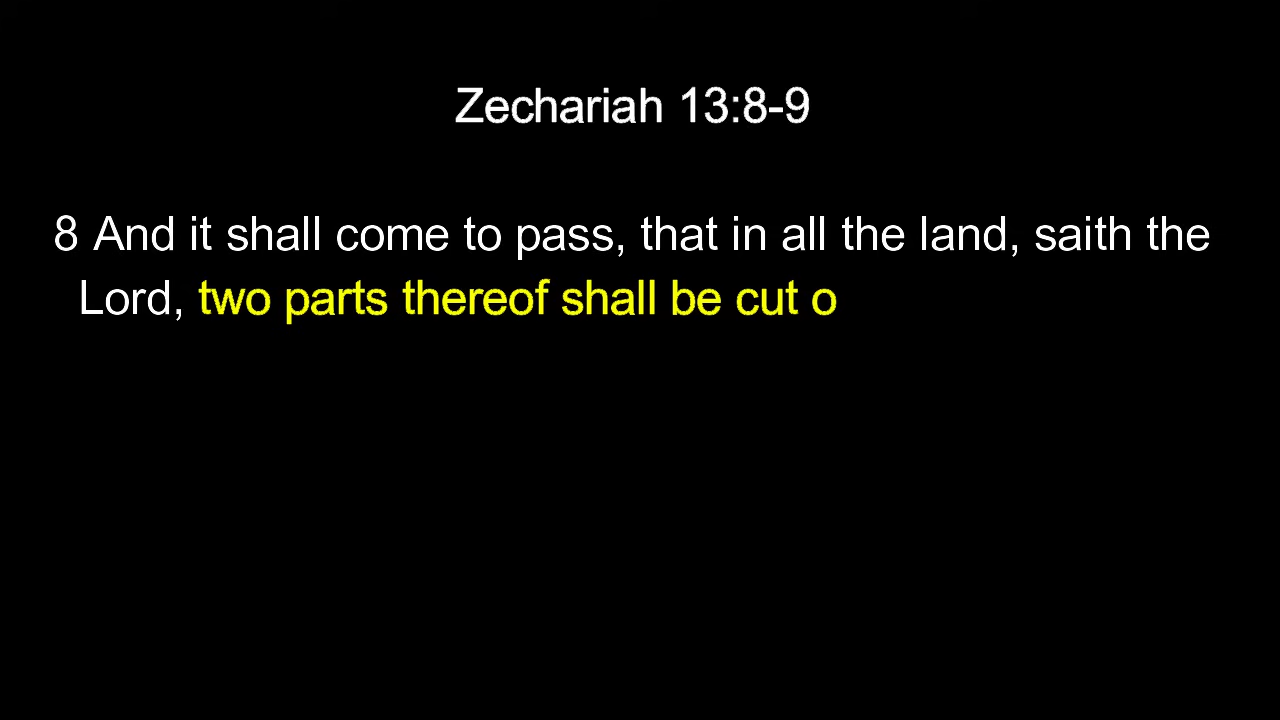 Zechariah 13:8-9
8 And it shall come to pass, that in all the land, saith the
Lord, two parts thereof shall be cut o